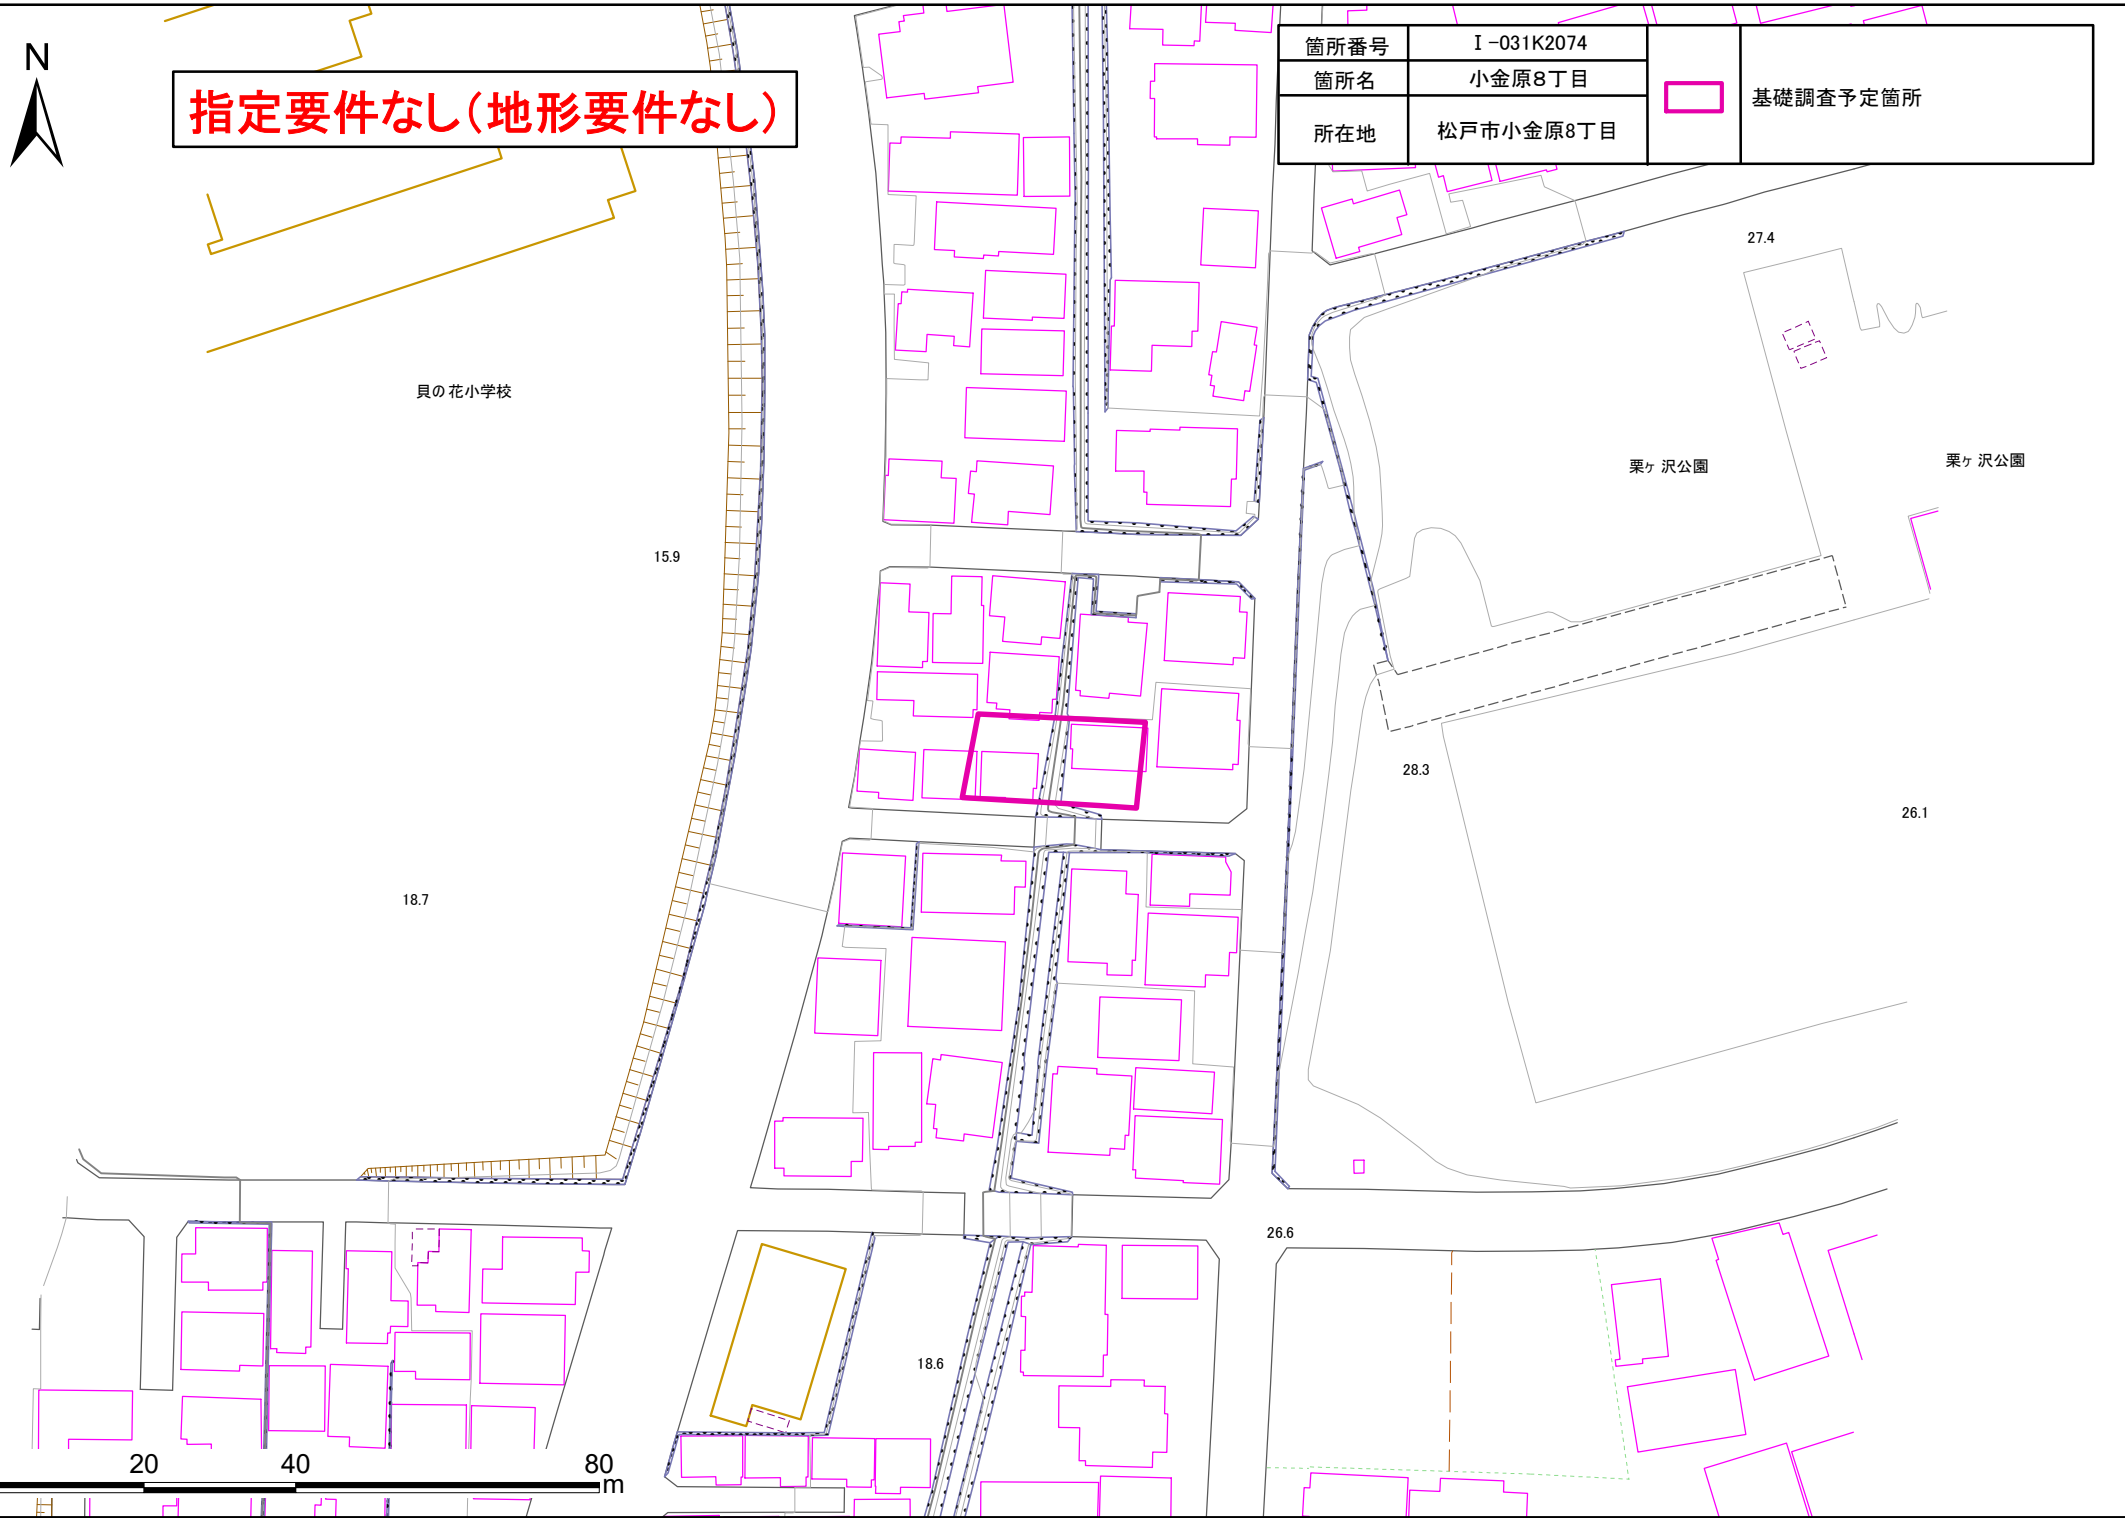 N
指定要件なし(地形要件なし)
箇所番号 Ⅰ-031K2074
箇所名 小金原8丁目
所在地 松戸市小金原8丁目
基礎調査予定箇所
27.4
貝の花小学校
栗ヶ沢公園
栗ヶ沢公園
15.9
28.3
26.1
18.7
26.6
18.6
20 40 80
m